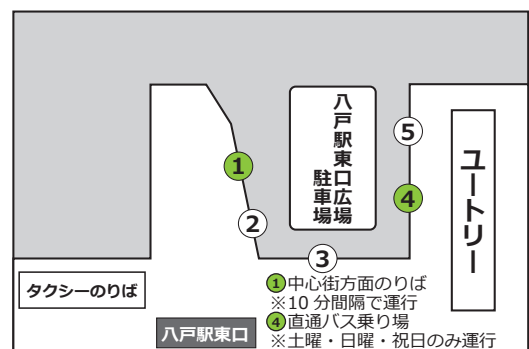 八戸駅東口広場
駐車場
⑤
ユートリー
①
④
②
③
タクシーのりば
①中心街方面のりば
※10 分間隔で運行
④直通バス乗り場
※土曜・日曜・祝日のみ運行
八戸駅東口